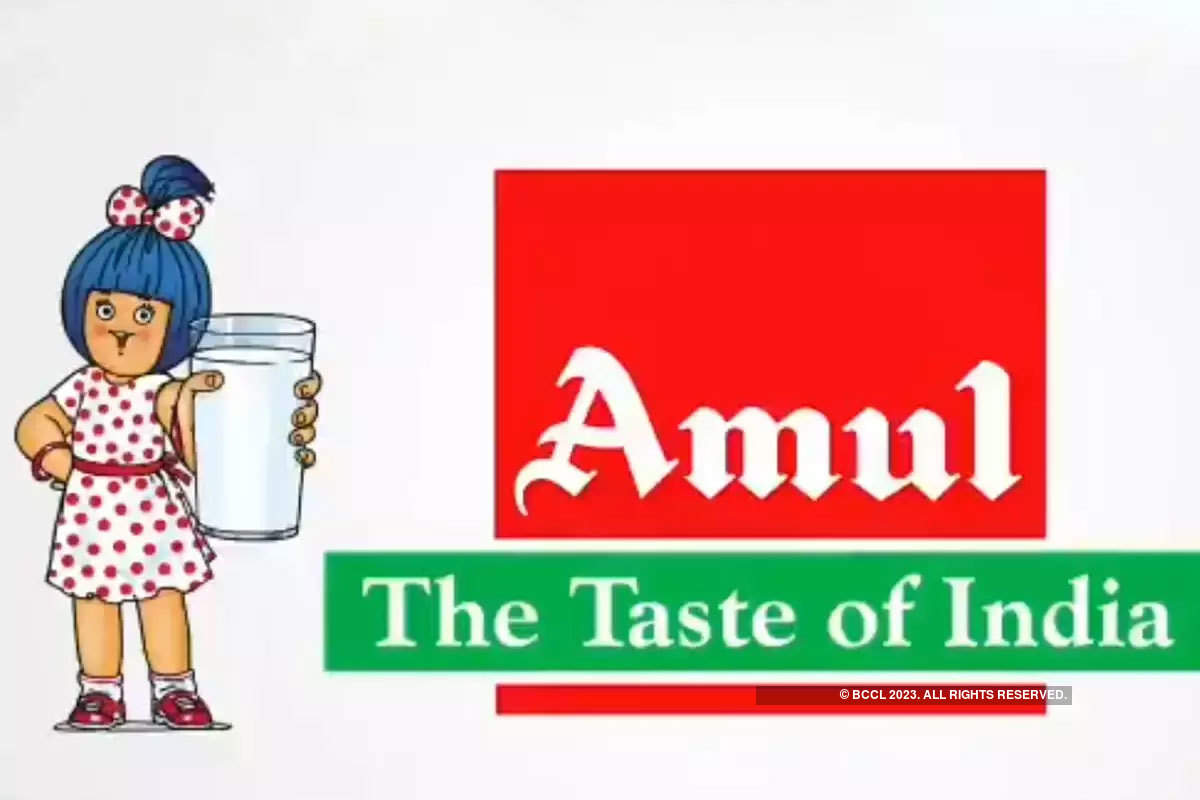 Amul
The Taste of India
© BCCL 2023. ALL RIGHTS RESERVED.